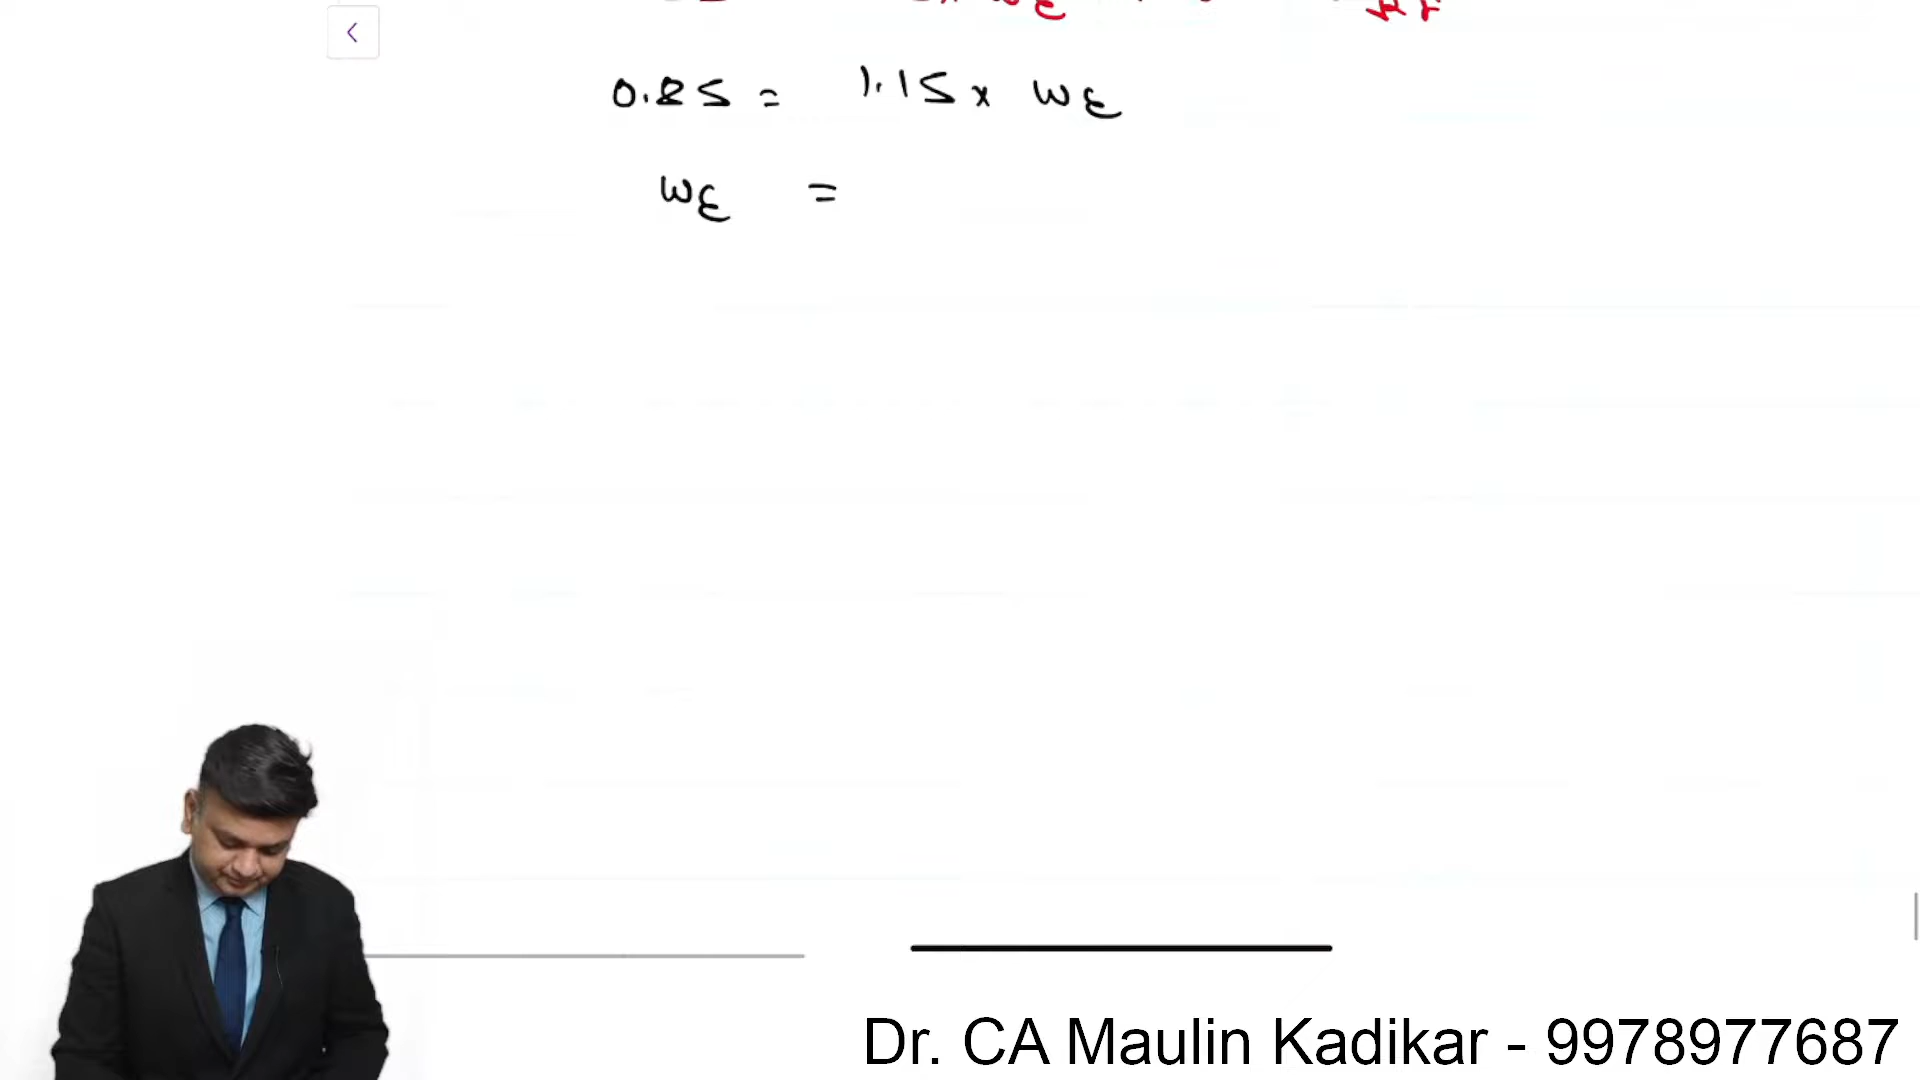 0.85 = 1.15 x WE
WE =
Dr. CA Maulin Kadikar - 9978977687